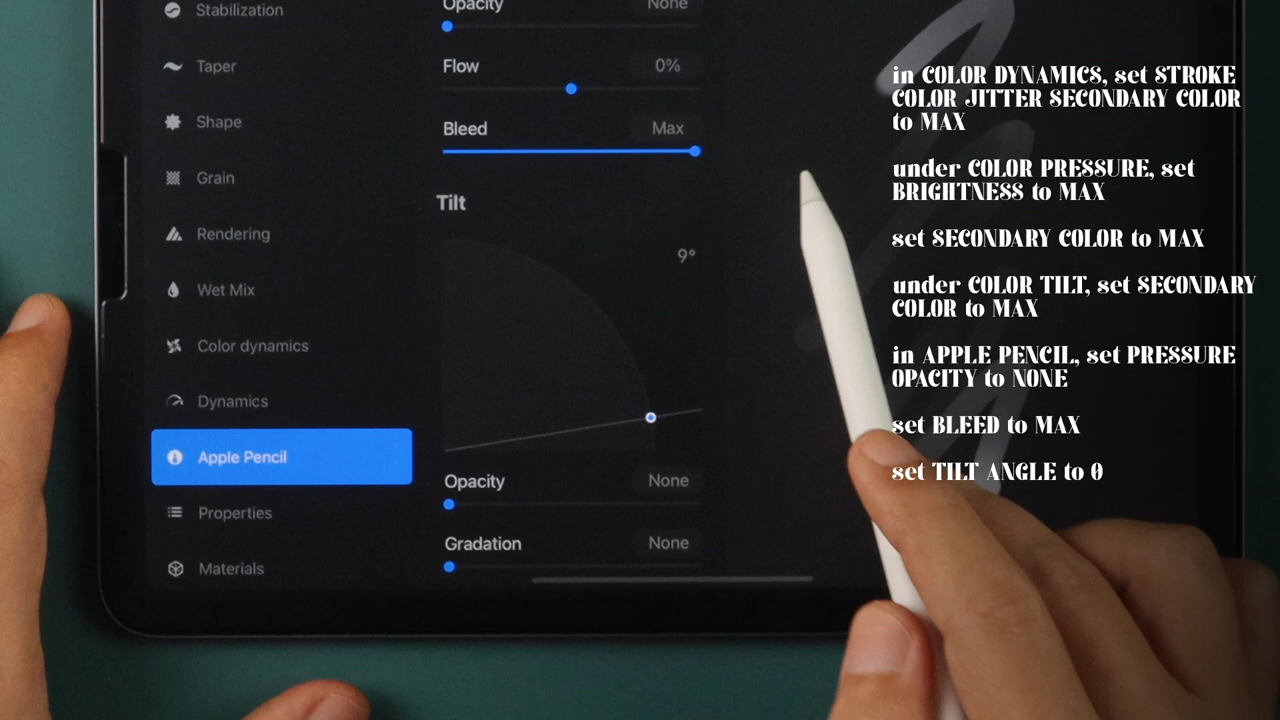 Stabilization
Taper
Shape
Grain
Rendering
Wet Mix
Color dynamics
Dynamics
Apple Pencil
Properties
Materials
Opacity None
Flow 0%
Bleed Max
Tilt
9°
Opacity None
Gradation None
in COLOR DYNAMICS, set STROKE
COLOR JITTER SECONDARY COLOR
to MAX
under COLOR PRESSURE, set
BRIGHTNESS to MAX
set SECONDARY COLOR to MAX
under COLOR TILT, set SECONDARY
COLOR to MAX
in APPLE PENCIL, set PRESSURE
OPACITY to NONE
set BLEED to MAX
set TILT ANGLE to 0